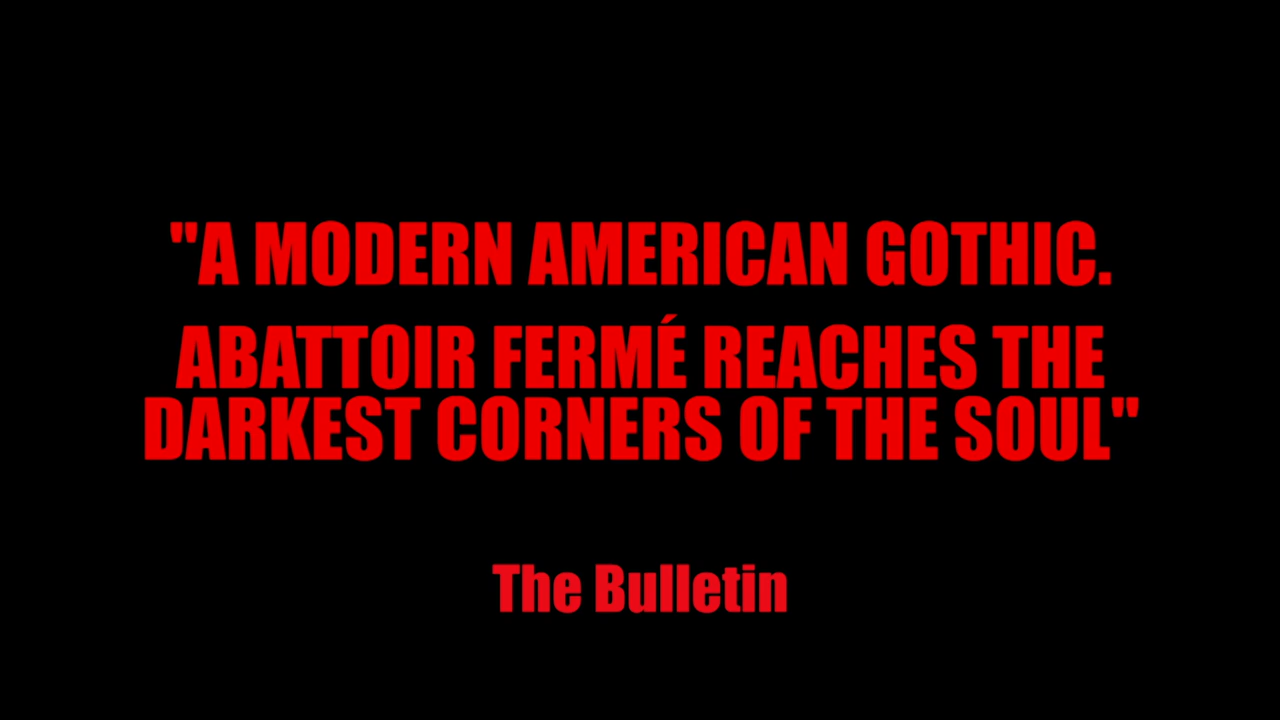 "A MODERN AMERICAN GOTHIC.
ABATTOIR FERMÉ REACHES THE
DARKEST CORNERS OF THE SOUL"
The Bulletin